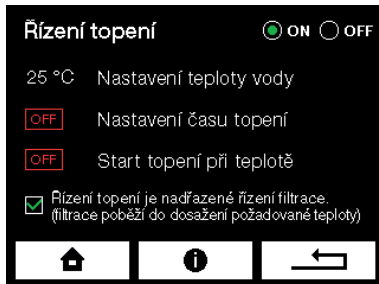 Řízení topení ON OFF
25 °C Nastavení teploty vody
OFF Nastavení času topení
OFF Start topení při teplotě
Řízení topení je nadřazené řízení filtrace.
(filtrace poběží do dosažení požadované teploty)